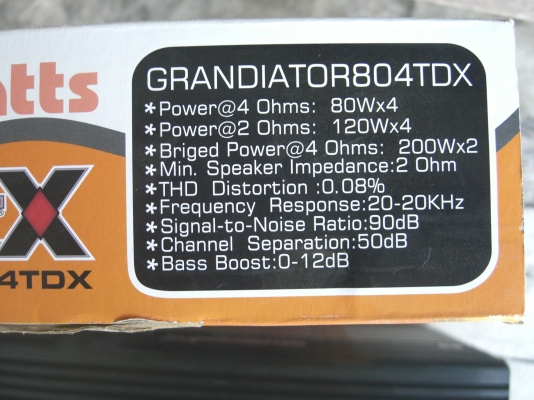 atts
GRANDIATOR804TDX
*Power@4 Ohms: 80Wx4
*Power@2 Ohms: 120Wx4
*Briged Power@4 Ohms: 200Wx2
*Min. Speaker Impedance:2 Ohm
*THD Distortion :0.08%
*Frequency Response:20-20KHz
*Signal-to-Noise Ratio:90dB
*Channel Separation:50dB
*Bass Boost:0-12dB
X
4TDX